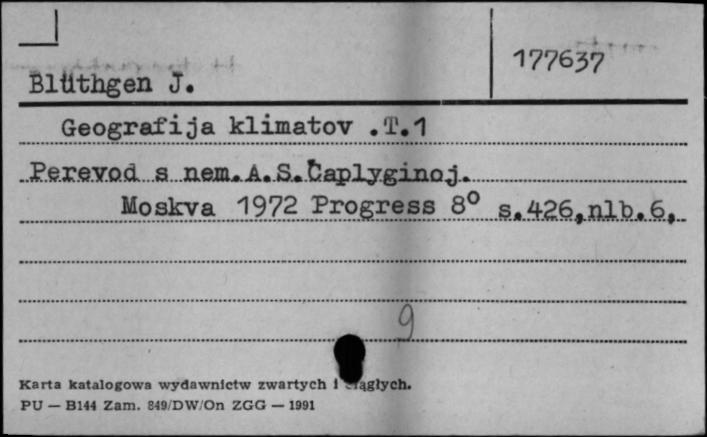 177637
Blüthgen J.
Geografija klimatov .T.1
Perevod s nem.A.S.Čaplyginoj.
Moskva 1972 Progress 8° s.426,nlb.6,
9
Karta katalogowa wydawnictw zwartych i ciągłych.
PU — B144 Zam. 849/DW/On ZGG — 1991